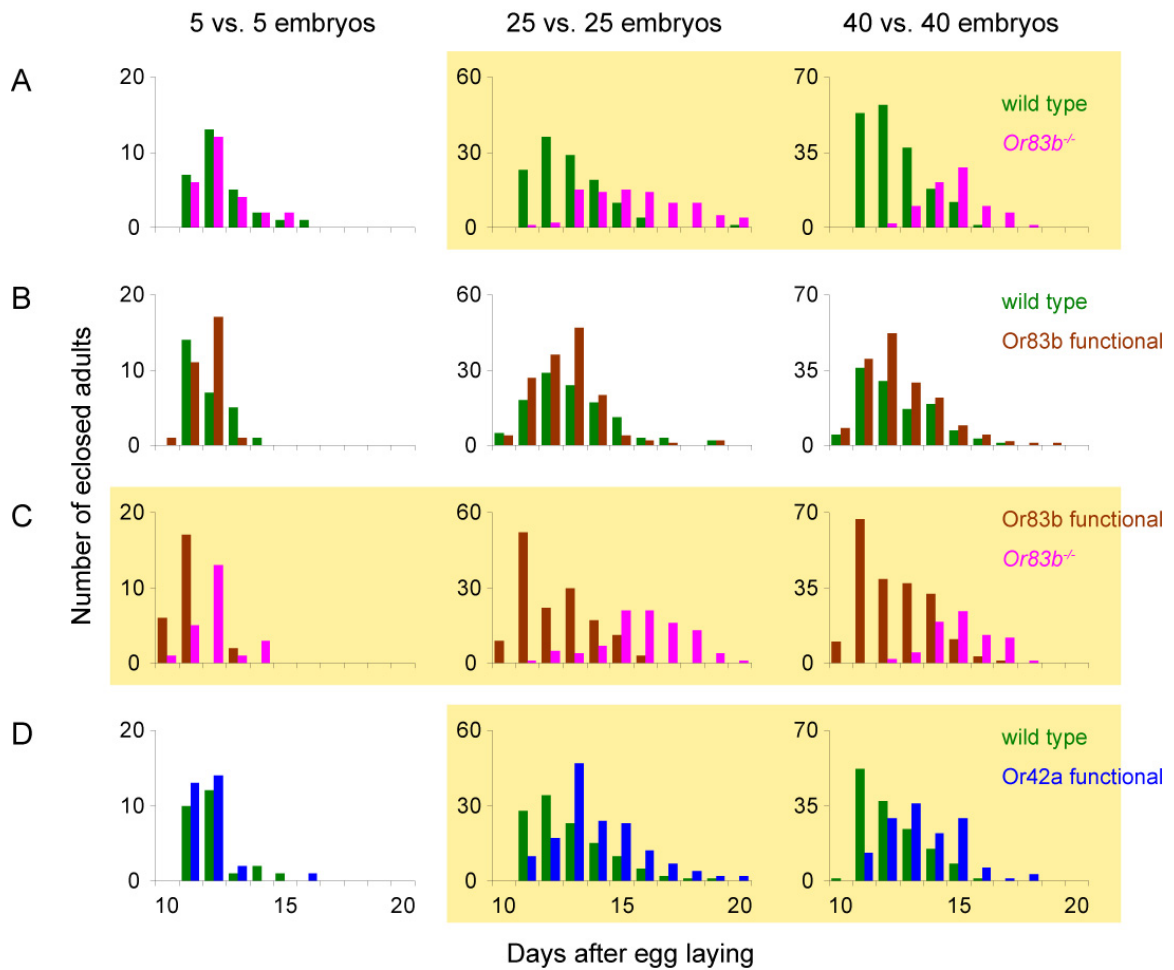 5 vs. 5 embryos 25 vs. 25 embryos 40 vs. 40 embryos
A
20 60 70
wild type
Or83b-/-
10 30 35
0 0 0
B
20 60 70
wild type
Or83b functional
10 30 35
0 0 0
Number of eclosed adults
C
20 60 70
Or83b functional
Or83b-/-
10 30 35
0 0 0
D
20 60 70
wild type
Or42a functional
10 30 35
0 0 0
10 15 20 10 15 20 10 15 20
Days after egg laying